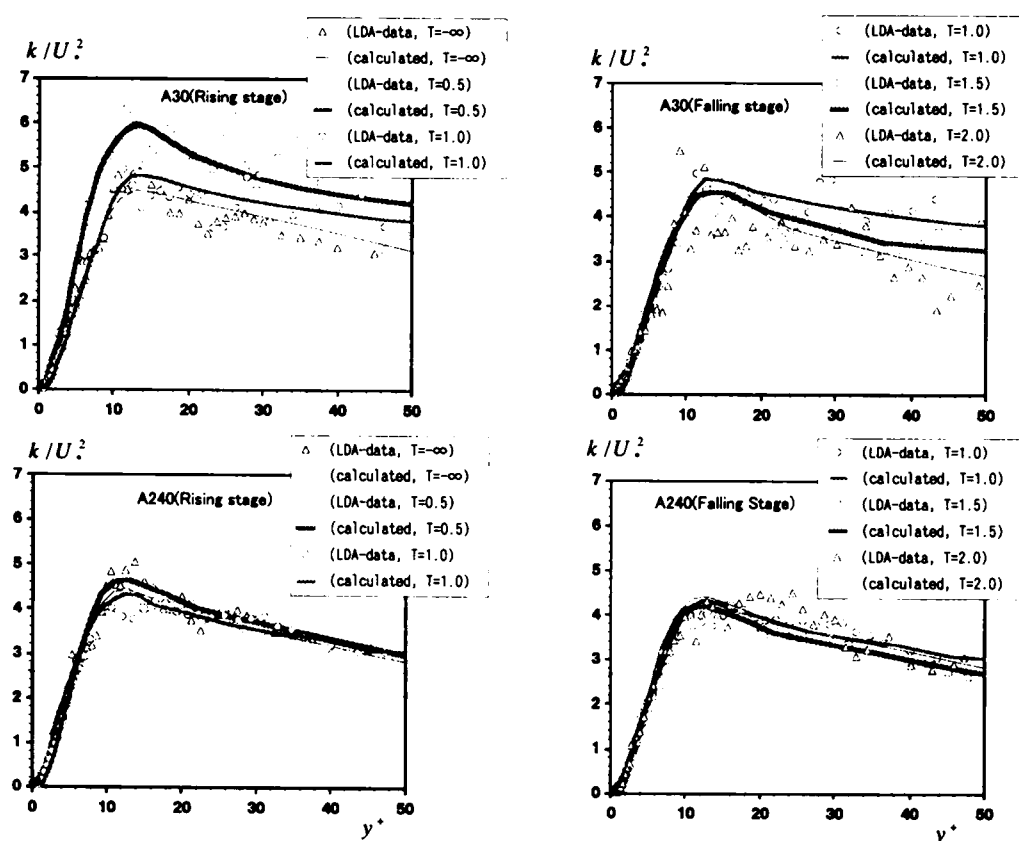 k/U*²
△ (LDA-data, T=-∞)
(calculated, T=-∞)
(LDA-data, T=0.5)
(calculated, T=0.5)
(LDA-data, T=1.0)
(calculated, T=1.0)
A30(Rising stage)
7
6
5
4
3
2
1
0
0 10 20 30 40 50
k/U*²
(LDA-data, T=1.0)
(calculated, T=1.0)
(LDA-data, T=1.5)
(calculated, T=1.5)
△ (LDA-data, T=2.0)
(calculated, T=2.0)
A30(Falling stage)
7
6
5
4
3
2
1
0
0 10 20 30 40 50
k/U*²
△ (LDA-data, T=-∞)
(calculated, T=-∞)
(LDA-data, T=0.5)
(calculated, T=0.5)
(LDA-data, T=1.0)
(calculated, T=1.0)
A240(Rising stage)
7
6
5
4
3
2
1
0
0 10 20 30 40 50
y+
k/U*²
(LDA-data, T=1.0)
(calculated, T=1.0)
(LDA-data, T=1.5)
(calculated, T=1.5)
△ (LDA-data, T=2.0)
(calculated, T=2.0)
A240(Falling Stage)
7
6
5
4
3
2
1
0
0 10 20 30 40 50
y+